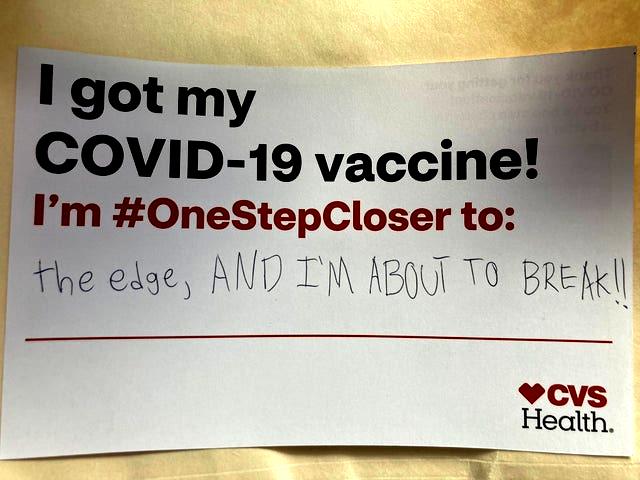 I got my
COVID-19 vaccine!
I'm #OneStepCloser to:
the edge, AND I'M ABOUT TO BREAK!!
CVS
Health.